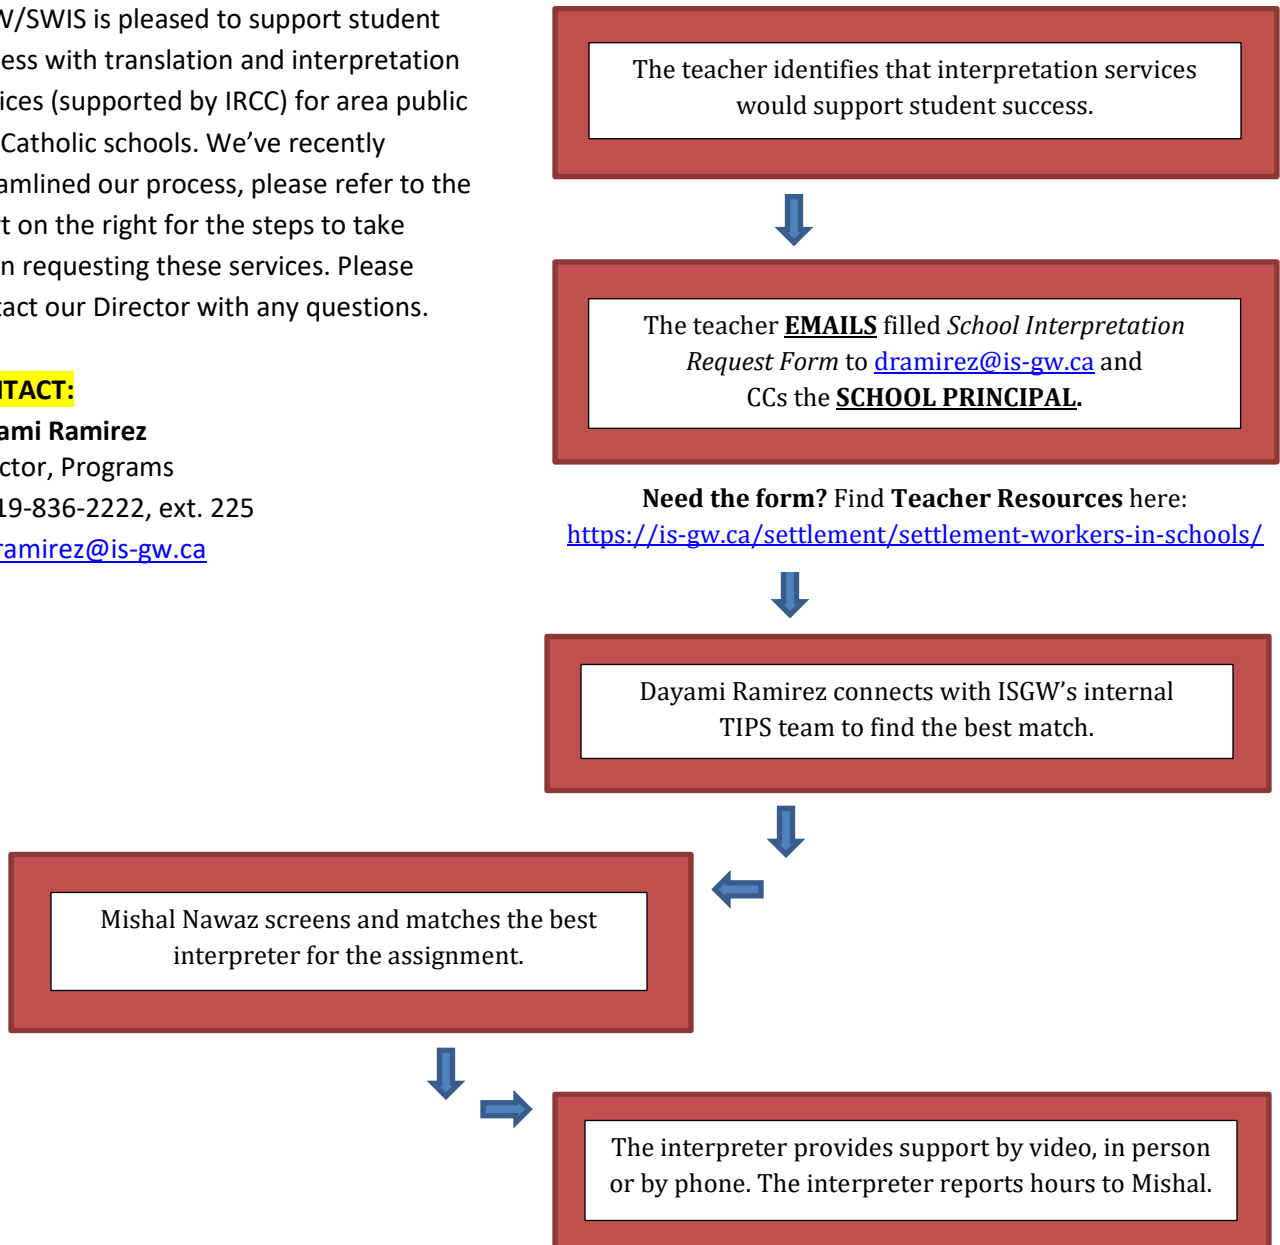 W/SWIS is pleased to support student
ess with translation and interpretation
ices (supported by IRCC) for area public
Catholic schools. We’ve recently
amlined our process, please refer to the
t on the right for the steps to take
n requesting these services. Please
tact our Director with any questions.
NTACT:
ami Ramirez
ctor, Programs
19-836-2222, ext. 225
ramirez@is-gw.ca
The teacher identifies that interpretation services
would support student success.
The teacher EMAILS filled School Interpretation
Request Form to dramirez@is-gw.ca and
CCs the SCHOOL PRINCIPAL.
Need the form? Find Teacher Resources here:
https://is-gw.ca/settlement/settlement-workers-in-schools/
Dayami Ramirez connects with ISGW’s internal
TIPS team to find the best match.
Mishal Nawaz screens and matches the best
interpreter for the assignment.
The interpreter provides support by video, in person
or by phone. The interpreter reports hours to Mishal.